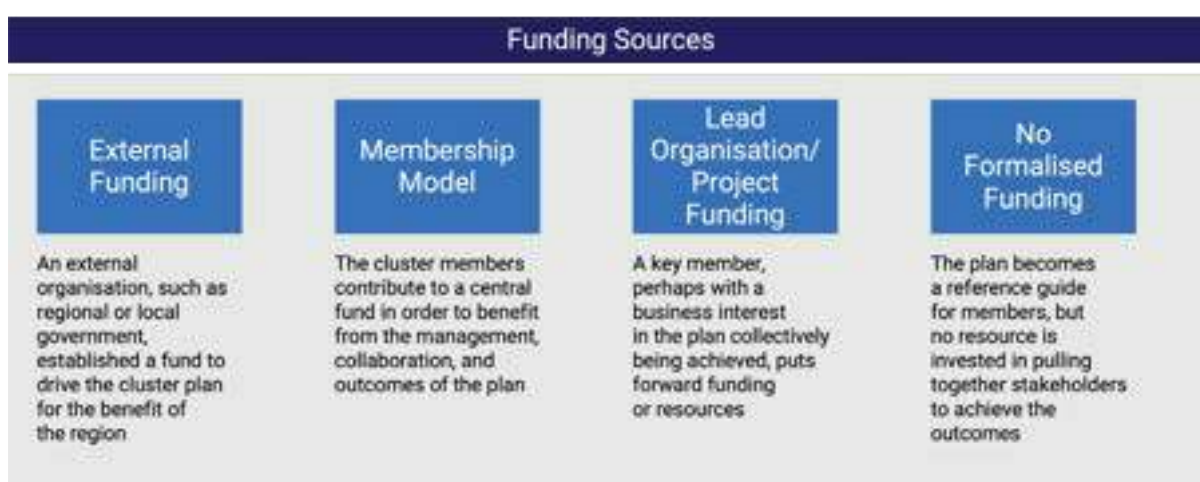 Funding Sources
External
Funding
An external
organisation, such as
regional or local
government,
established a fund to
drive the cluster plan
for the benefit of
the region
Membership
Model
The cluster members
contribute to a central
fund in order to benefit
from the management,
collaboration, and
outcomes of the plan
Lead
Organisation/
Project
Funding
A key member,
perhaps with a
business interest
in the plan collectively
being achieved, puts
forward funding
or resources
No
Formalised
Funding
The plan becomes
a reference guide
for members, but
no resource is
invested in pulling
together stakeholders
to achieve the
outcomes